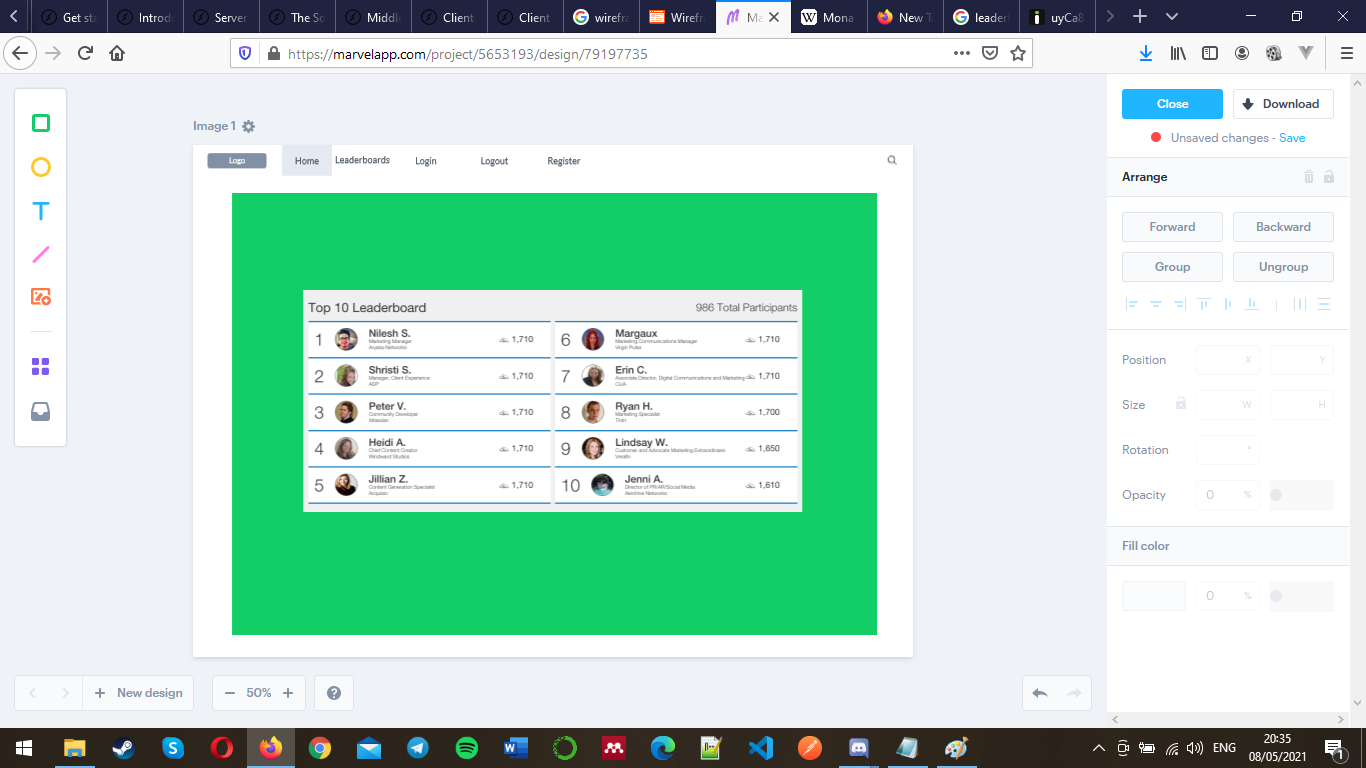 Get sta
Introdu
Server
The So
Middle
Client
Client
wirefra
Wirefr
Ma
Mona
New T
leaderl
uyCa8
https://marvelapp.com/project/5653193/design/79197735
Close
Download
Unsaved changes - Save
Image 1
Logo
Home
Leaderboards
Login
Logout
Register
Arrange
Forward
Backward
Group
Ungroup
Position
X
Y
Size
W
H
Rotation
°
Opacity
0
%
Fill color
0
%
Top 10 Leaderboard
986 Total Participants
1
Nilesh S.
Marketing Manager
Aryaka Networks
1,710
2
Shristi S.
Manager, Client Experience
ADP
1,710
3
Peter V.
Community Developer
Atlassian
1,710
4
Heidi A.
Chief Content Creator
Windward Studios
1,710
5
Jillian Z.
Content Generation Specialist
Acquisio
1,710
6
Margaux
Marketing Communications Manager
Virgin Pulse
1,710
7
Erin C.
Associate Director, Digital Communications and Marketing
1,710
8
Ryan H.
Marketing Specialist
1,700
9
Lindsay W.
Customer and Advocate Marketing Extraordinaire
Verafin
1,650
10
Jenni A.
Director of PR/AR/Social Media
Aerohive Networks
1,610
New design
50%
ENG
20:35
08/05/2021
1